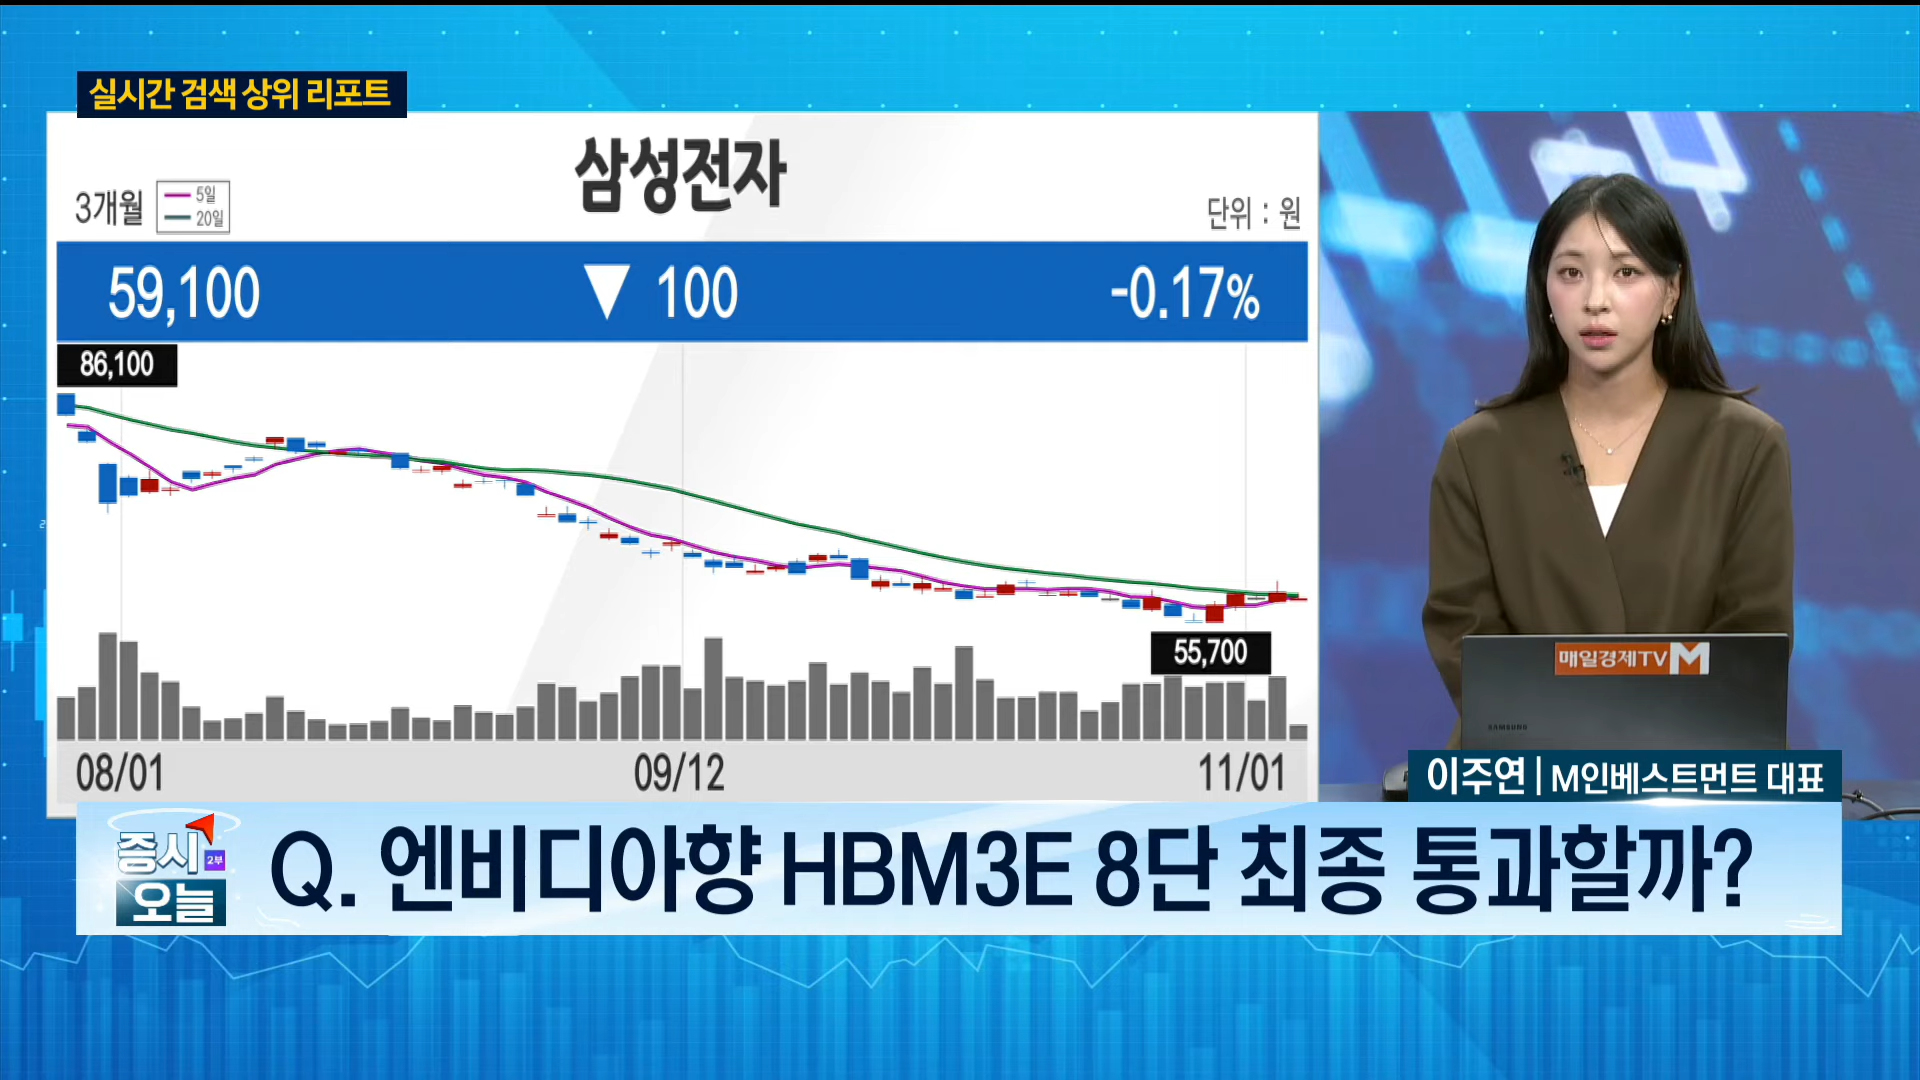 실시간 검색 상위 리포트
삼성전자
3개월
5일
20일
단위 : 원
59,100 ▼ 100 -0.17%
86,100
55,700
08/01 09/12 11/01
매일경제TV M
SAMSUNG
이주연 | M인베스트먼트 대표
증시 2부
오늘
Q. 엔비디아향 HBM3E 8단 최종 통과할까?